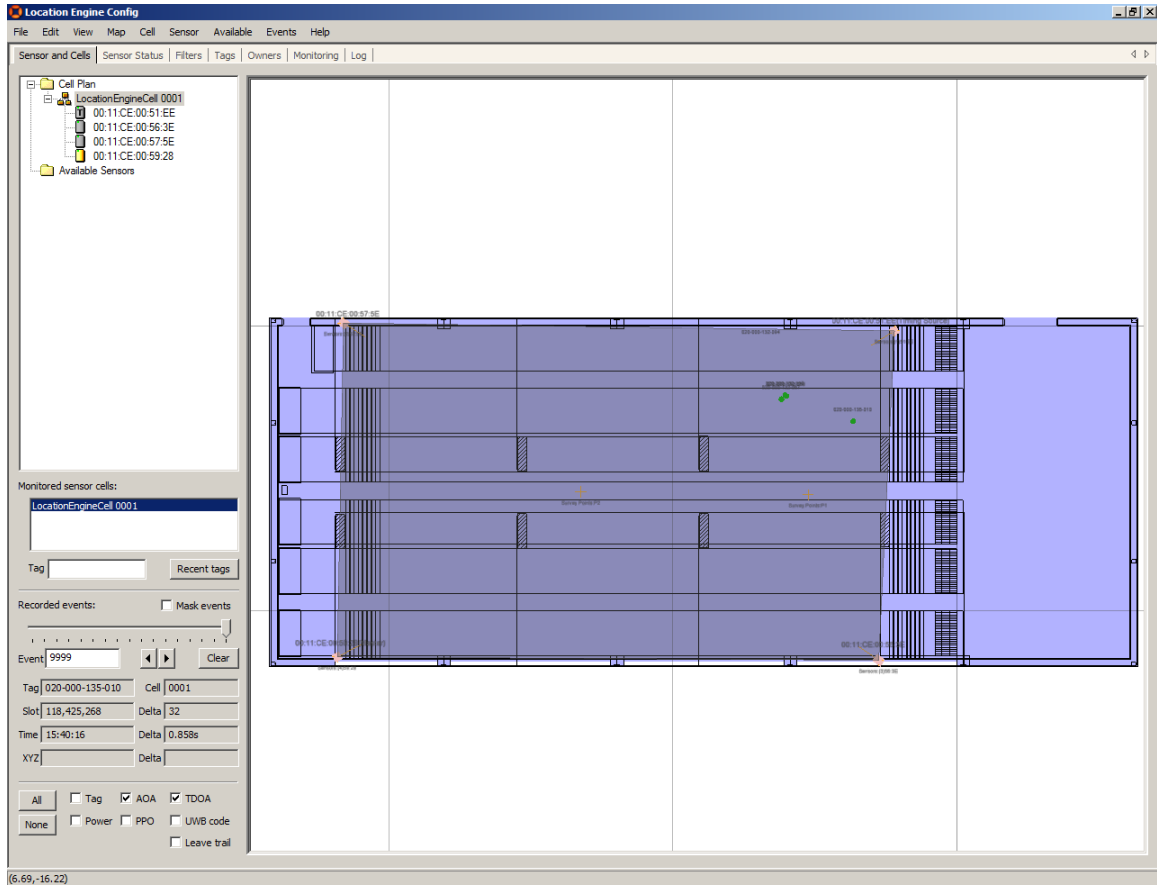 Location Engine Config
File Edit View Map Cell Sensor Available Events Help
Sensor and Cells Sensor Status Filters Tags Owners Monitoring Log
Cell Plan
LocationEngineCell 0001
T 00:11:CE:00:51:EE
00:11:CE:00:56:3E
00:11:CE:00:57:5E
00:11:CE:00:59:28
Available Sensors
Monitored sensor cells:
LocationEngineCell 0001
Tag Recent tags
Recorded events: Mask events
Event 9999 Clear
Tag 020-000-135-010 Cell 0001
Slot 118,425,268 Delta 32
Time 15:40:16 Delta 0.858s
XYZ Delta
All Tag AOA TDOA
None Power PPO UWB code
Leave trail
(6.69,-16.22)
00:11:CE:00:57:5E
Survey Points P1